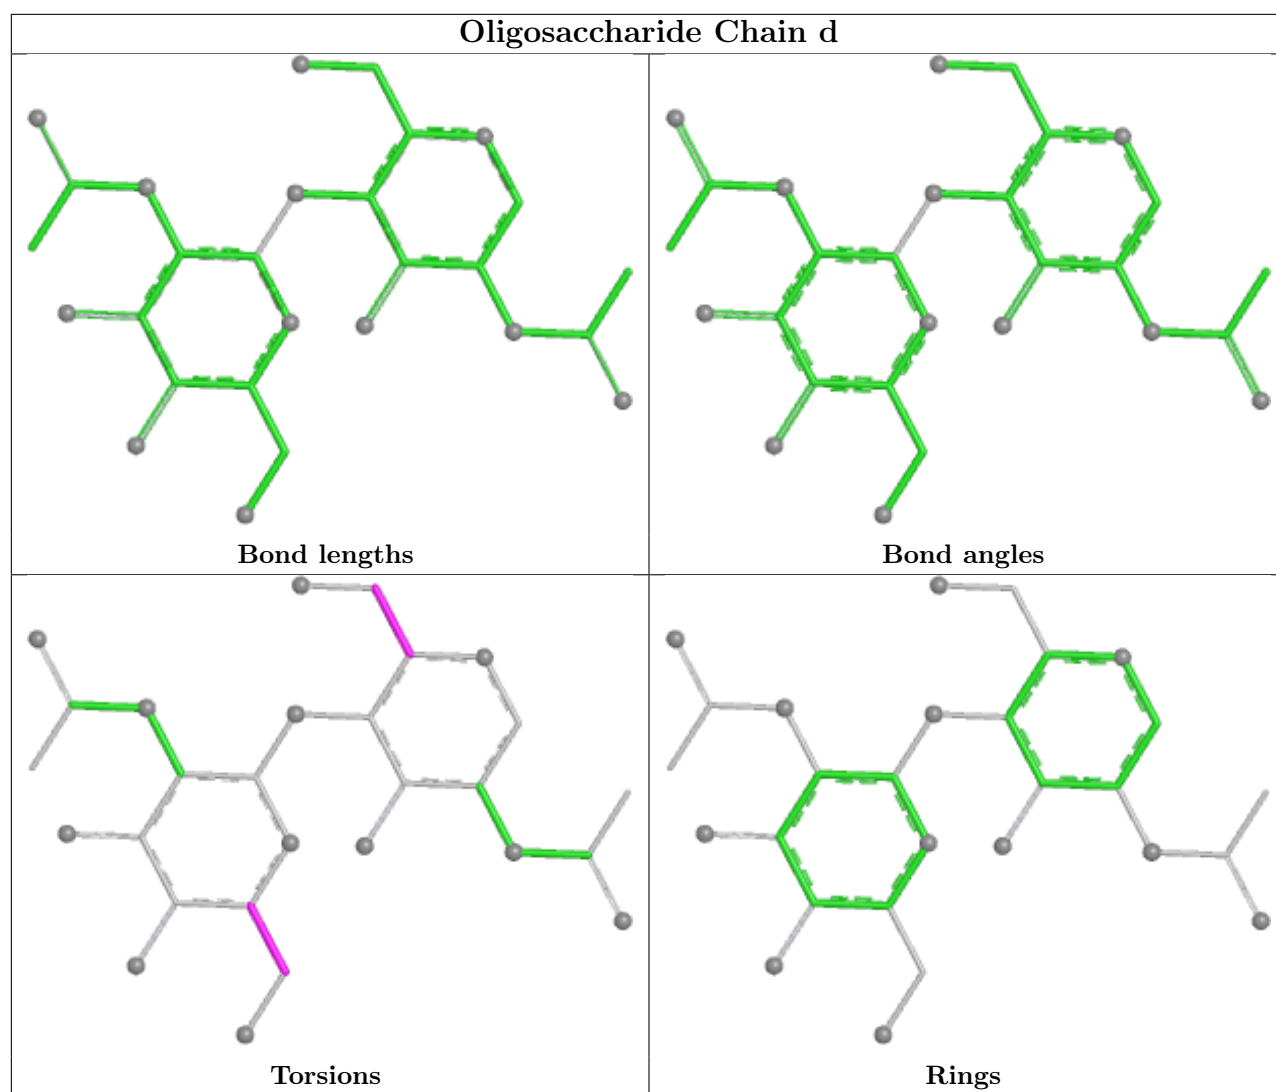 Oligosaccharide Chain d
Bond lengths
Bond angles
Torsions
Rings